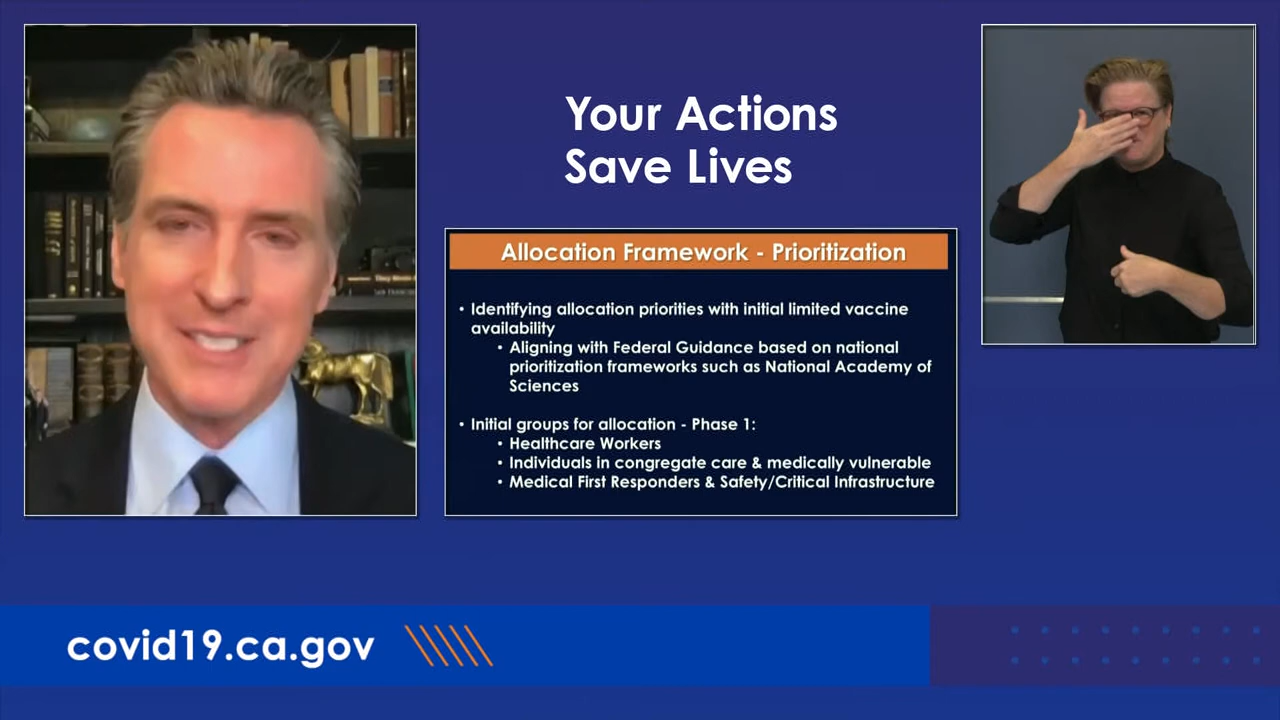 Your Actions
Save Lives
Allocation Framework - Prioritization
• Identifying allocation priorities with initial limited vaccine
availability
• Aligning with Federal Guidance based on national
prioritization frameworks such as National Academy of
Sciences
• Initial groups for allocation - Phase 1:
• Healthcare Workers
• Individuals in congregate care & medically vulnerable
• Medical First Responders & Safety/Critical Infrastructure
covid19.ca.gov